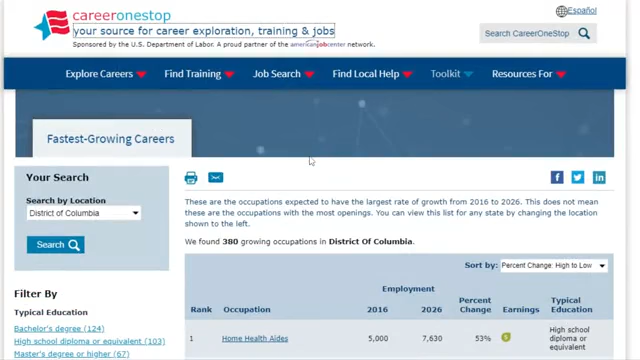 careeronestop
your source for career exploration, training & jobs
Sponsored by the U.S. Department of Labor. A proud partner of the americanjobcenter network.
Español
Search CareerOneStop
Explore Careers
Find Training
Job Search
Find Local Help
Toolkit
Resources For
Fastest-Growing Careers
Your Search
Search by Location
District of Columbia
Search
Filter By
Typical Education
Bachelor's degree (124)
High school diploma or equivalent (103)
Master's degree or higher (67)
These are the occupations expected to have the largest rate of growth from 2016 to 2026. This does not mean
these are the occupations with the most openings. You can view this list for any state by changing the location
shown to the left.
We found 380 growing occupations in District Of Columbia.
Sort by: Percent Change: High to Low
Employment
Rank Occupation 2016 2026 Percent Change Earnings Typical Education
1 Home Health Aides 5,000 7,630 53% $ High school diploma or equivalent